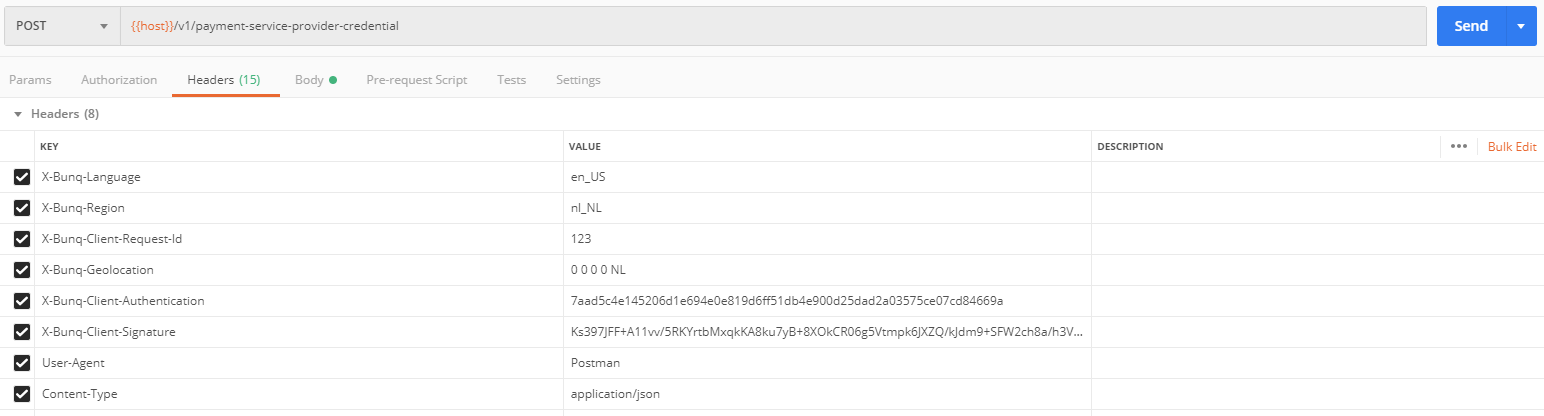 POST {{host}}/v1/payment-service-provider-credential Send
Params Authorization Headers (15) Body Pre-request Script Tests Settings
Headers (8)
KEY VALUE DESCRIPTION ••• Bulk Edit
X-Bunq-Language en_US
X-Bunq-Region nl_NL
X-Bunq-Client-Request-Id 123
X-Bunq-Geolocation 0 0 0 0 NL
X-Bunq-Client-Authentication 7aad5c4e145206d1e694e0e819d6ff51db4e900d25dad2a03575ce07cd84669a
X-Bunq-Client-Signature Ks397JFF+A11vv/5RKYrtbMxqkKA8ku7yB+8XOkCR06g5Vtmpk6JXZQ/kJdm9+SFW2ch8a/h3V...
User-Agent Postman
Content-Type application/json